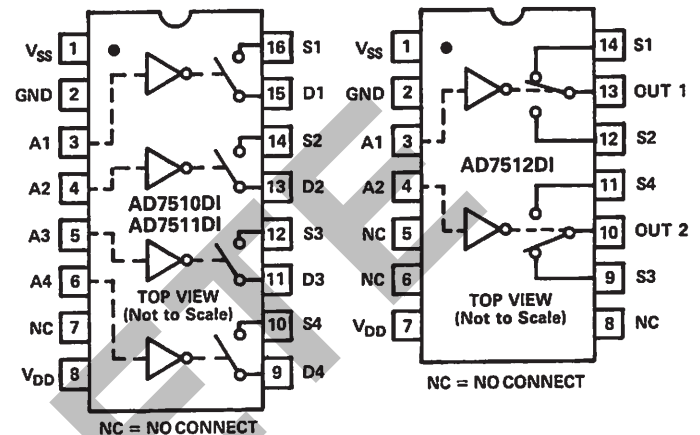 VSS 1
GND 2
A1 3
A2 4
A3 5
A4 6
NC 7
VDD 8
16 S1
15 D1
14 S2
13 D2
12 S3
11 D3
10 S4
9 D4
AD7510DI
AD7511DI
TOP VIEW
(Not to Scale)
NC = NO CONNECT
VSS 1
GND 2
A1 3
A2 4
NC 5
NC 6
VDD 7
14 S1
13 OUT 1
12 S2
11 S4
10 OUT 2
9 S3
8 NC
AD7512DI
TOP VIEW
(Not to Scale)
NC = NO CONNECT
ETE